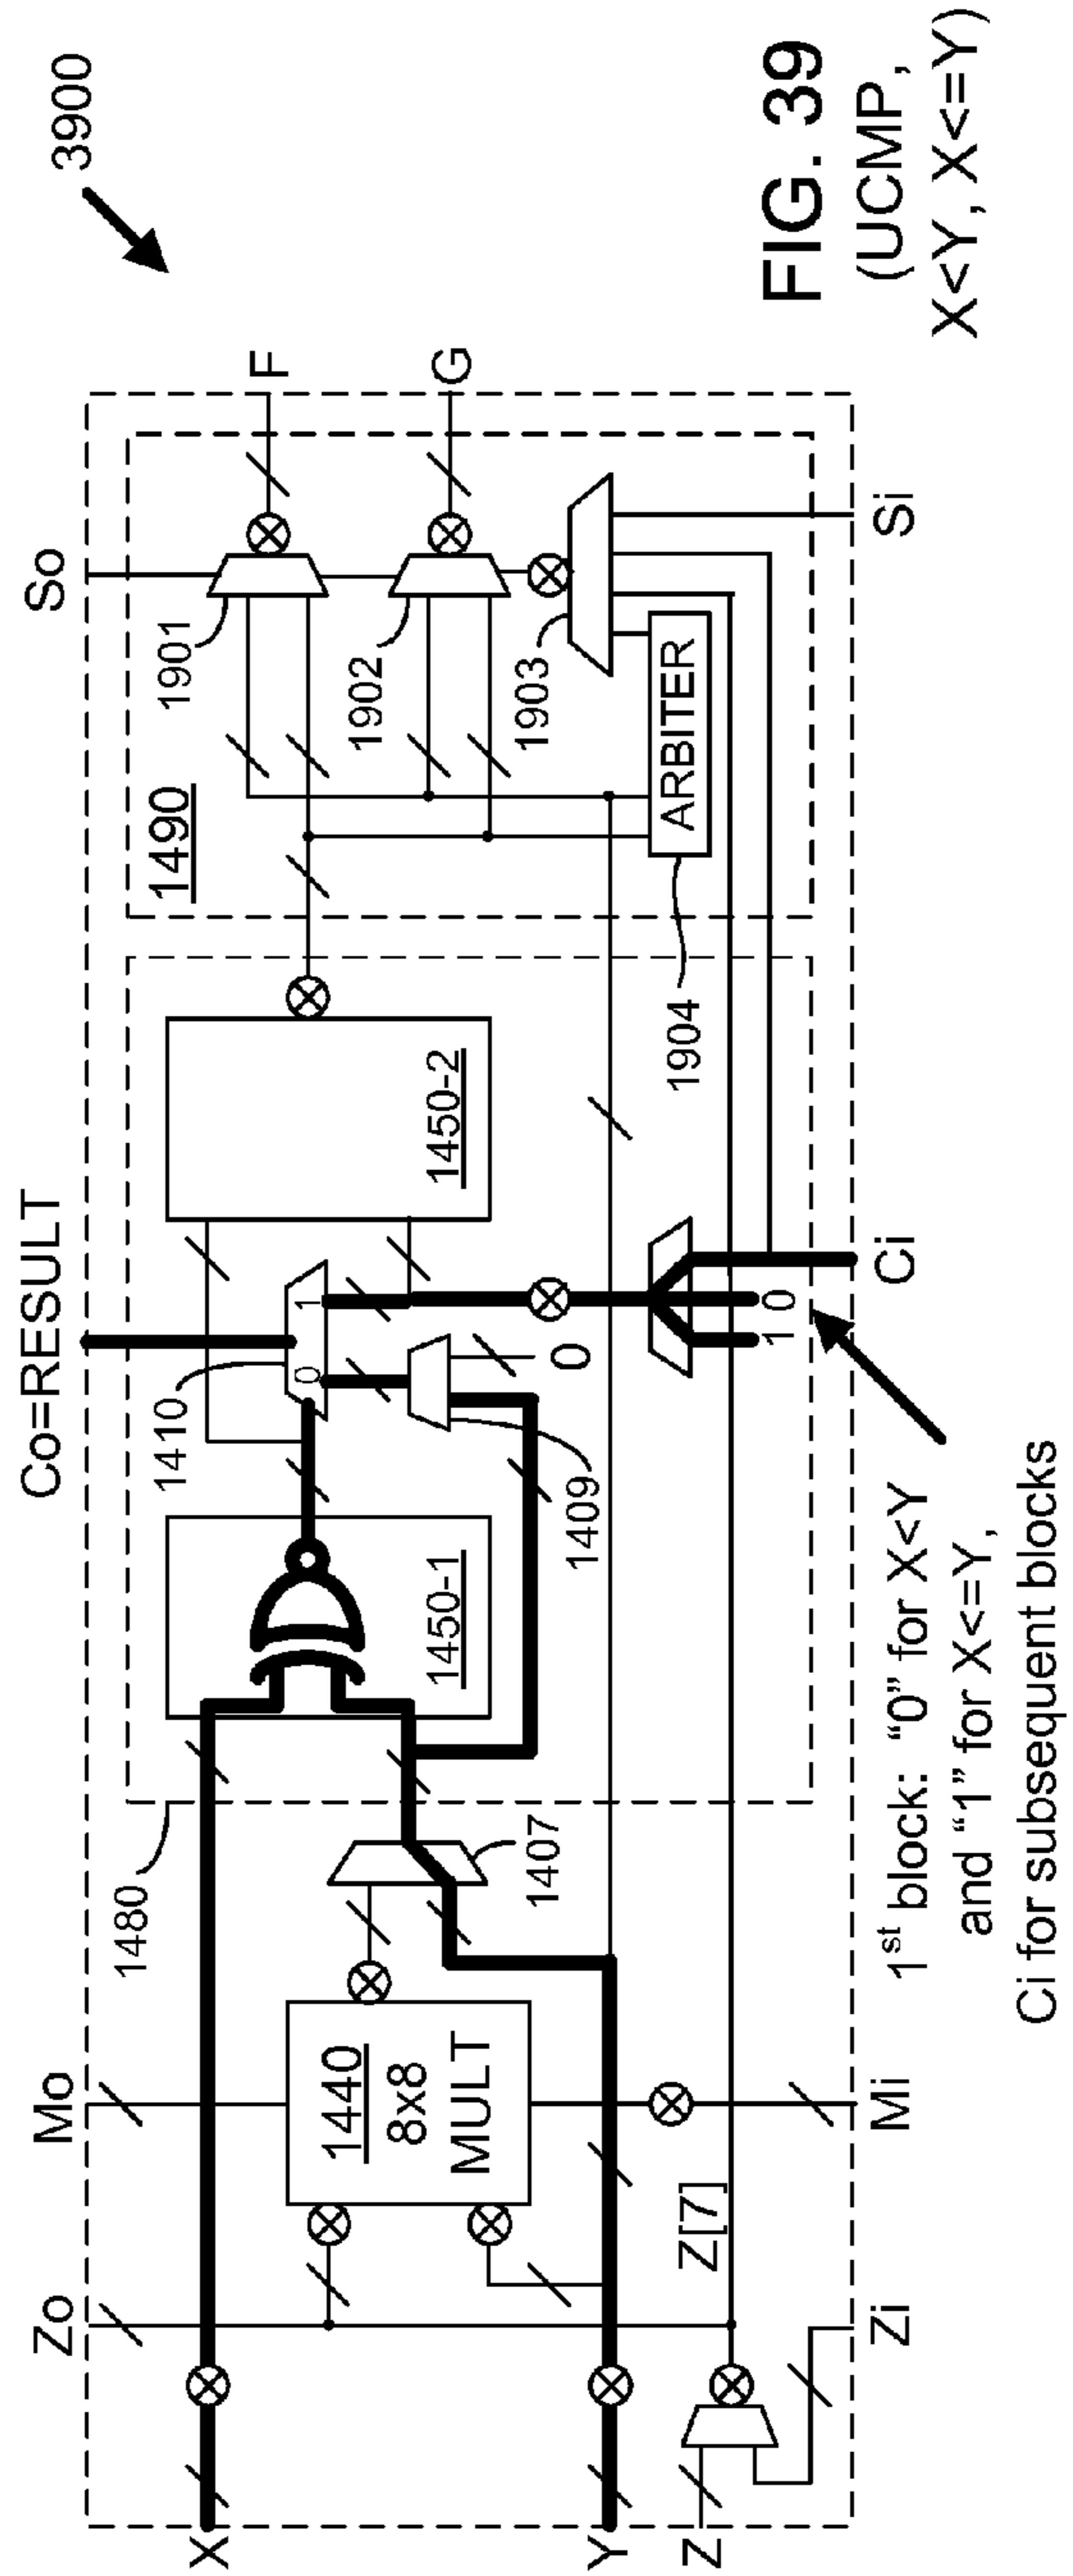 3900
Co=RESULT
Zo
Mo
So
1480
1410
1490
1901
F
X
1440
8x8
MULT
1450-1
0
1
1450-2
1902
G
1407
1409
0
1903
Y
Z[7]
1904
ARBITER
Z
1
0
Zi
Mi
Ci
Si
1st block: “0” for X<Y
and “1” for X<=Y,
Ci for subsequent blocks
FIG. 39
(UCMP,
X<Y, X<=Y)